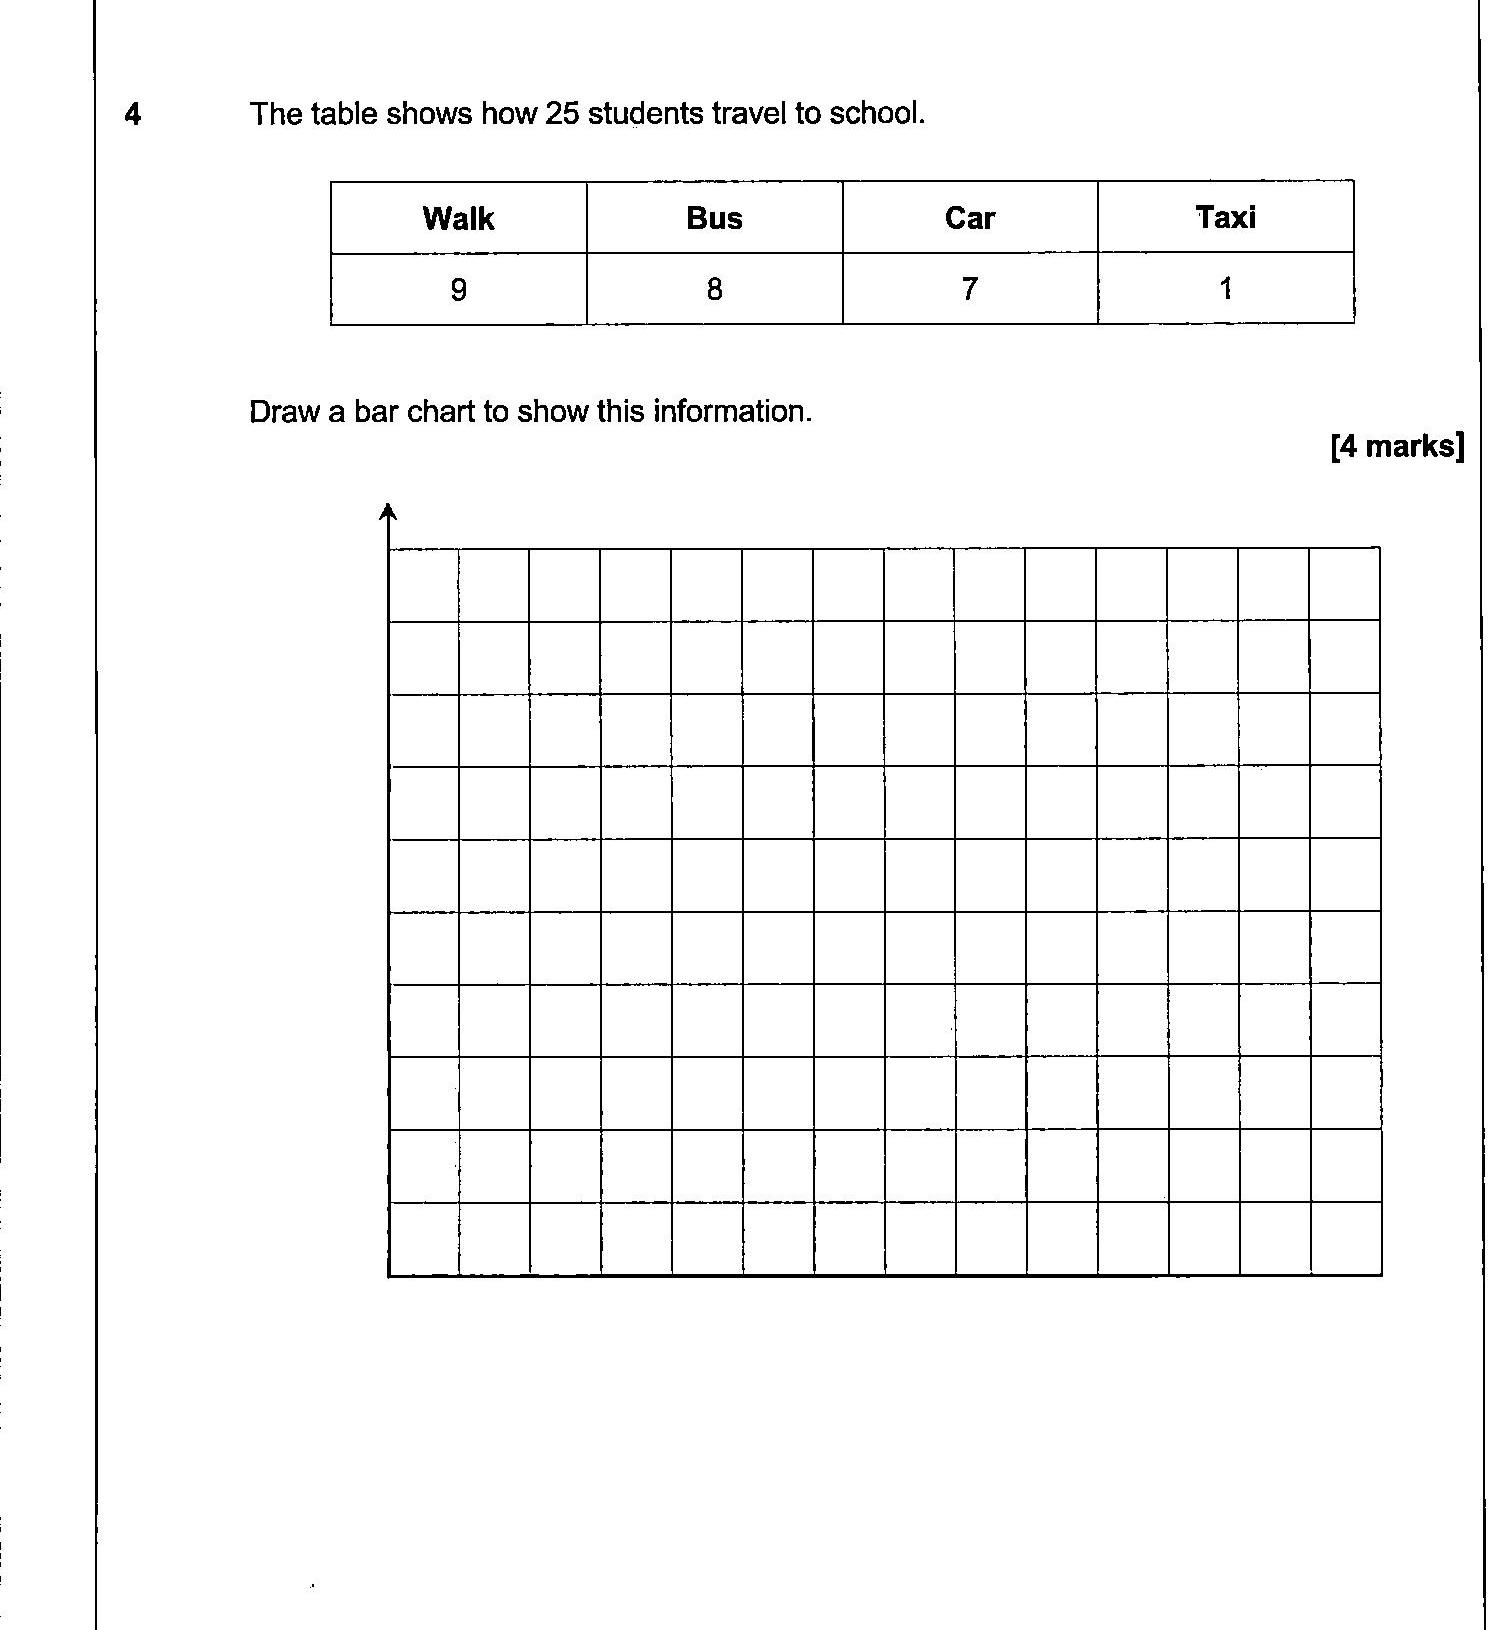 4 The table shows how 25 students travel to school.
Walk Bus Car Taxi
9 8 7 1
Draw a bar chart to show this information.
[4 marks]